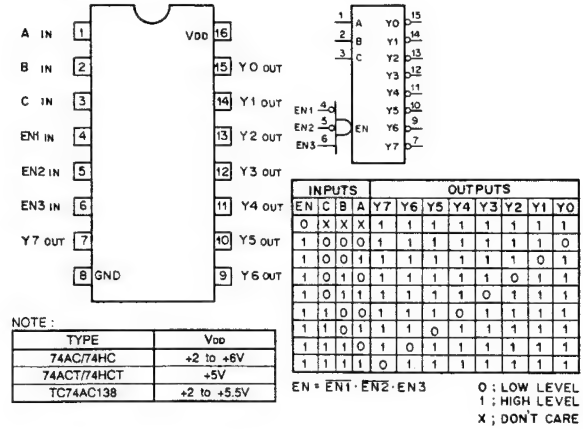 A IN 1 VDD 16
B IN 2 15 Y0 OUT
C IN 3 14 Y1 OUT
EN1 IN 4 13 Y2 OUT
EN2 IN 5 12 Y3 OUT
EN3 IN 6 11 Y4 OUT
Y7 OUT 7 10 Y5 OUT
8 GND 9 Y6 OUT
1 A Y0 15
2 B Y1 14
3 C Y2 13
Y3 12
Y4 11
EN1 4 Y5 10
EN2 5 EN Y6 9
EN3 6 Y7 7
INPUTS OUTPUTS
EN C B A Y7 Y6 Y5 Y4 Y3 Y2 Y1 Y0
0 X X X 1 1 1 1 1 1 1 1
1 0 0 0 1 1 1 1 1 1 1 0
1 0 0 1 1 1 1 1 1 1 0 1
1 0 1 0 1 1 1 1 1 0 1 1
1 0 1 1 1 1 1 1 0 1 1 1
1 1 0 0 1 1 1 0 1 1 1 1
1 1 0 1 1 1 0 1 1 1 1 1
1 1 1 0 1 0 1 1 1 1 1 1
1 1 1 1 0 1 1 1 1 1 1 1
EN = E̅N̅1̅ · E̅N̅2̅ · EN3
0 ; LOW LEVEL
1 ; HIGH LEVEL
X ; DON'T CARE
NOTE :
TYPE VDD
74AC/74HC +2 to +6V
74ACT/74HCT +5V
TC74AC138 +2 to +5.5V